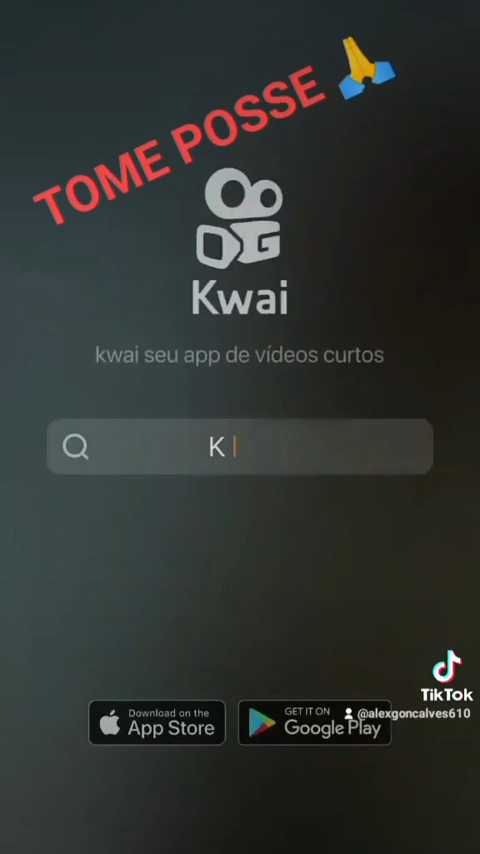 TOME POSSE 🙏
Kwai
kwai seu app de vídeos curtos
K
TikTok
@alexgoncalves610
Download on the
App Store
GET IT ON
Google Play